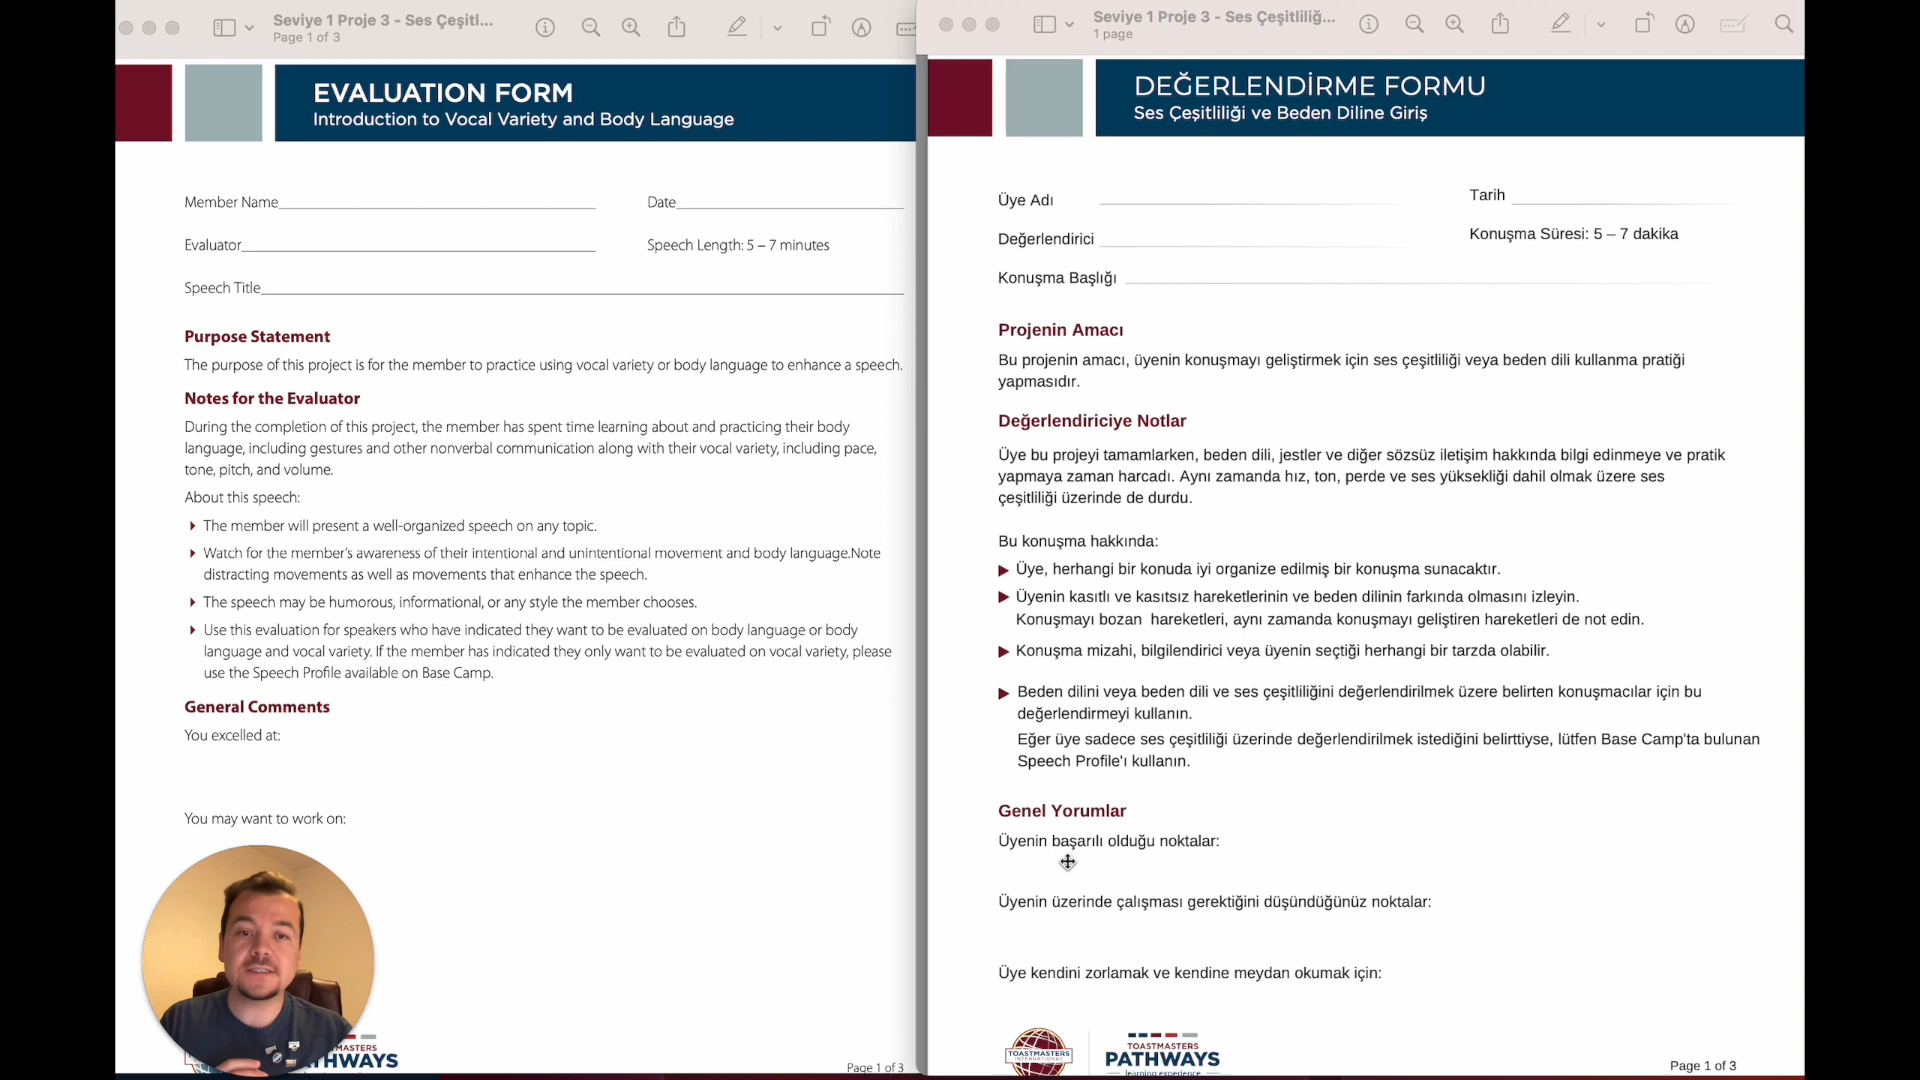 Seviye 1 Proje 3 - Ses Çeşitl...
Page 1 of 3
EVALUATION FORM
Introduction to Vocal Variety and Body Language
Member Name
Date
Evaluator
Speech Length: 5 – 7 minutes
Speech Title
Purpose Statement
The purpose of this project is for the member to practice using vocal variety or body language to enhance a speech.
Notes for the Evaluator
During the completion of this project, the member has spent time learning about and practicing their body
language, including gestures and other nonverbal communication along with their vocal variety, including pace,
tone, pitch, and volume.
About this speech:
The member will present a well-organized speech on any topic.
Watch for the member's awareness of their intentional and unintentional movement and body language.Note
distracting movements as well as movements that enhance the speech.
The speech may be humorous, informational, or any style the member chooses.
Use this evaluation for speakers who have indicated they want to be evaluated on body language or body
language and vocal variety. If the member has indicated they only want to be evaluated on vocal variety, please
use the Speech Profile available on Base Camp.
General Comments
You excelled at:
You may want to work on:
Page 1 of 3
Seviye 1 Proje 3 - Ses Çeşitliliğ...
1 page
DEĞERLENDİRME FORMU
Ses Çeşitliliği ve Beden Diline Giriş
Üye Adı
Tarih
Değerlendirici
Konuşma Süresi: 5 – 7 dakika
Konuşma Başlığı
Projenin Amacı
Bu projenin amacı, üyenin konuşmayı geliştirmek için ses çeşitliliği veya beden dili kullanma pratiği
yapmasıdır.
Değerlendiriciye Notlar
Üye bu projeyi tamamlarken, beden dili, jestler ve diğer sözsüz iletişim hakkında bilgi edinmeye ve pratik
yapmaya zaman harcadı. Aynı zamanda hız, ton, perde ve ses yüksekliği dahil olmak üzere ses
çeşitliliği üzerinde de durdu.
Bu konuşma hakkında:
Üye, herhangi bir konuda iyi organize edilmiş bir konuşma sunacaktır.
Üyenin kasıtlı ve kasıtsız hareketlerinin ve beden dilinin farkında olmasını izleyin.
Konuşmayı bozan hareketleri, aynı zamanda konuşmayı geliştiren hareketleri de not edin.
Konuşma mizahi, bilgilendirici veya üyenin seçtiği herhangi bir tarzda olabilir.
Beden dilini veya beden dili ve ses çeşitliliğini değerlendirilmek üzere belirten konuşmacılar için bu
değerlendirmeyi kullanın.
Eğer üye sadece ses çeşitliliği üzerinde değerlendirilmek istediğini belirttiyse, lütfen Base Camp'ta bulunan
Speech Profile'ı kullanın.
Genel Yorumlar
Üyenin başarılı olduğu noktalar:
Üyenin üzerinde çalışması gerektiğini düşündüğünüz noktalar:
Üye kendini zorlamak ve kendine meydan okumak için:
TOASTMASTERS
INTERNATIONAL
TOASTMASTERS
PATHWAYS
learning experience
Page 1 of 3